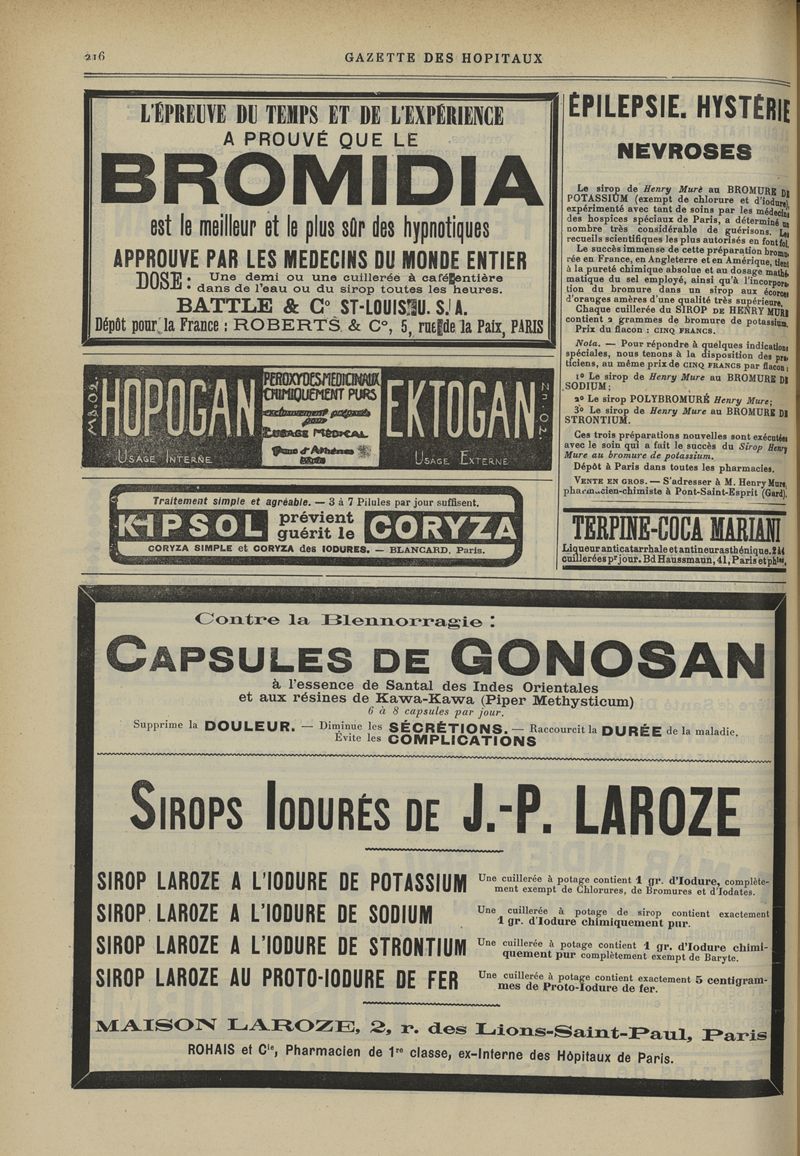 216
GAZETTE DES HOPITAUX
L'ÉPREUVE DU TEMPS ET DE L'EXPÉRIENCE
A PROUVÉ QUE LE
BROMIDIA
est le meilleur et le plus sûr des hypnotiques
APPROUVE PAR LES MEDECINS DU MONDE ENTIER
DOSE : Une demi ou une cuillerée à café entière
dans de l'eau ou du sirop toutes les heures.
BATTLE & C° ST-LOUIS U. S. A.
Dépôt pour la France : ROBERTS & C°, 5, rue de la Paix, PARIS
HOPOGAN
Usage Interne
PEROXYDES MEDICINAUX
CHIMIQUEMENT PURS
exclusivement préparés
pour
L'USAGE MEDICAL
EKTOGAN
Zn. O2.
Usage Externe
Traitement simple et agréable. — 3 à 7 Pilules par jour suffisent.
KIPSOL prévient
guérit le CORYZA
CORYZA SIMPLE et CORYZA des IODURES. — BLANCARD, Paris.
ÉPILEPSIE. HYSTÉRIE
NEVROSES
Le sirop de Henry Mure au BROMURE DE
POTASSIUM (exempt de chlorure et d'iodure),
expérimenté avec tant de soins par les médecins
des hospices spéciaux de Paris, a déterminé un
nombre très considérable de guérisons. Les
recueils scientifiques les plus autorisés en font foi.
Le succès immense de cette préparation bromu-
rée en France, en Angleterre et en Amérique, tient
à la pureté chimique absolue et au dosage mathé
matique du sel employé, ainsi qu'à l'incorpora
tion du bromure dans un sirop aux écorces
d'oranges amères d'une qualité très supérieure.
Chaque cuillerée du SIROP DE HENRY MURE
contient 2 grammes de bromure de potassium.
Prix du flacon : CINQ FRANCS.
Nota. — Pour répondre à quelques indications
spéciales, nous tenons à la disposition des pra
ticiens, au même prix de CINQ FRANCS par flacon :
1° Le sirop de Henry Mure au BROMURE DE
SODIUM ;
2° Le sirop POLYBROMURÉ Henry Mure;
3° Le sirop de Henry Mure au BROMURE DE
STRONTIUM.
Ces trois préparations nouvelles sont exécutées
avec le soin qui a fait le succès du Sirop Henry
Mure au bromure de potassium.
Dépôt à Paris dans toutes les pharmacies.
VENTE EN GROS. — S'adresser à M. Henry Mure,
pharmacien-chimiste à Pont-Saint-Esprit (Gard).
TERPINE-COCA MARIANI
Liqueur anticatarrhale et antineurasthénique. 2 à 4
cuillerées pr jour. Bd Haussmann, 41, Paris et phies.
Contre la Blennorragie :
CAPSULES DE GONOSAN
à l'essence de Santal des Indes Orientales
et aux résines de Kawa-Kawa (Piper Methysticum)
6 à 8 capsules par jour.
Supprime la DOULEUR. — Diminue les SÉCRÉTIONS. — Raccourcit la DURÉE de la maladie.
Évite les COMPLICATIONS
SIROPS IODURÉS DE J.-P. LAROZE
SIROP LAROZE A L'IODURE DE POTASSIUM Une cuillerée à potage contient 1 gr. d'Iodure, complète-
ment exempt de Chlorures, de Bromures et d'Iodates.
SIROP LAROZE A L'IODURE DE SODIUM Une cuillerée à potage de sirop contient exactement
1 gr. d'Iodure chimiquement pur.
SIROP LAROZE A L'IODURE DE STRONTIUM Une cuillerée à potage contient 1 gr. d'Iodure chimi-
quement pur complètement exempt de Baryte.
SIROP LAROZE AU PROTO-IODURE DE FER Une cuillerée à potage contient exactement 5 centigram-
mes de Proto-Iodure de fer.
MAISON LAROZE, 2, r. des Lions-Saint-Paul, Paris
ROHAIS et Cie, Pharmacien de 1re classe, ex-Interne des Hôpitaux de Paris.